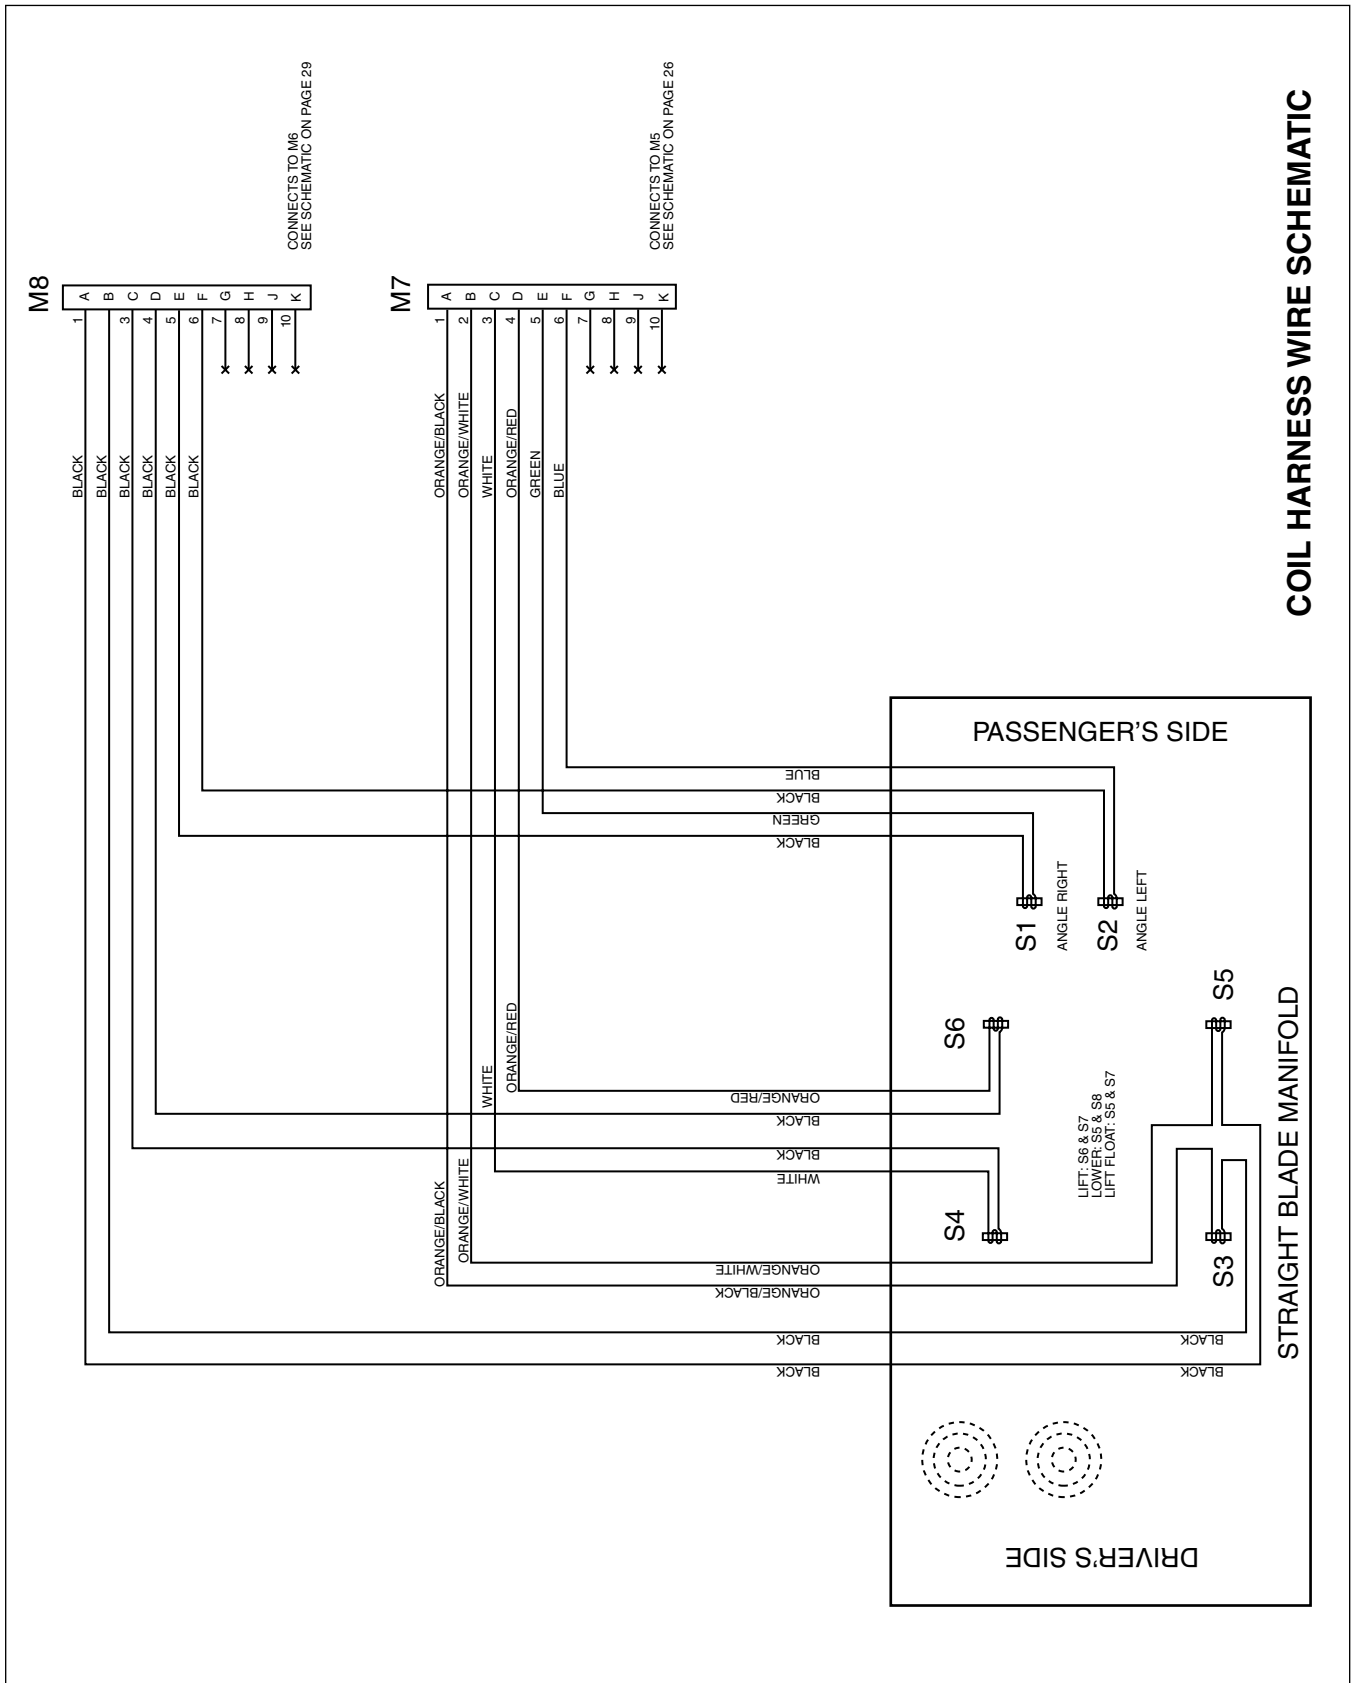 M8
A
B
C
D
E
F
G
H
J
K
1
3
4
5
6
7
8
9
10
CONNECTS TO M6
SEE SCHEMATIC ON PAGE 29
BLACK
BLACK
BLACK
BLACK
BLACK
BLACK
M7
A
B
C
D
E
F
G
H
J
K
1
2
3
4
5
6
7
8
9
10
CONNECTS TO M5
SEE SCHEMATIC ON PAGE 26
ORANGE/BLACK
ORANGE/WHITE
WHITE
ORANGE/RED
GREEN
BLUE
COIL HARNESS WIRE SCHEMATIC
PASSENGER'S SIDE
BLUE
BLACK
GREEN
BLACK
S1
ANGLE RIGHT
S2
ANGLE LEFT
S6
S5
ORANGE/RED
WHITE
ORANGE/WHITE
ORANGE/BLACK
ORANGE/RED
BLACK
BLACK
WHITE
ORANGE/WHITE
ORANGE/BLACK
BLACK
BLACK
LIFT: S6 & S7
LOWER: S5 & S8
LIFT FLOAT: S5 & S7
S4
S3
BLACK
BLACK
STRAIGHT BLADE MANIFOLD
DRIVER'S SIDE